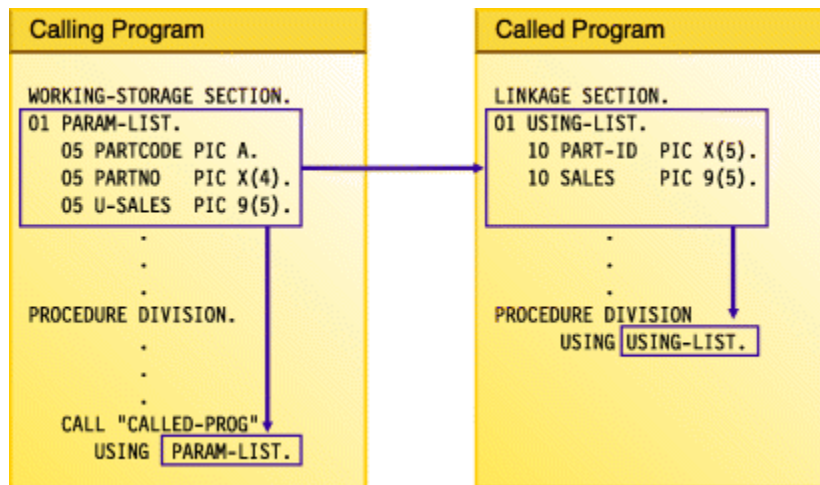 Calling Program
WORKING-STORAGE SECTION.
01 PARAM-LIST.
05 PARTCODE PIC A.
05 PARTNO PIC X(4).
05 U-SALES PIC 9(5).
.
.
.
PROCEDURE DIVISION.
.
.
.
CALL "CALLED-PROG"
USING PARAM-LIST.
Called Program
LINKAGE SECTION.
01 USING-LIST.
10 PART-ID PIC X(5).
10 SALES PIC 9(5).
.
.
.
PROCEDURE DIVISION
USING USING-LIST.